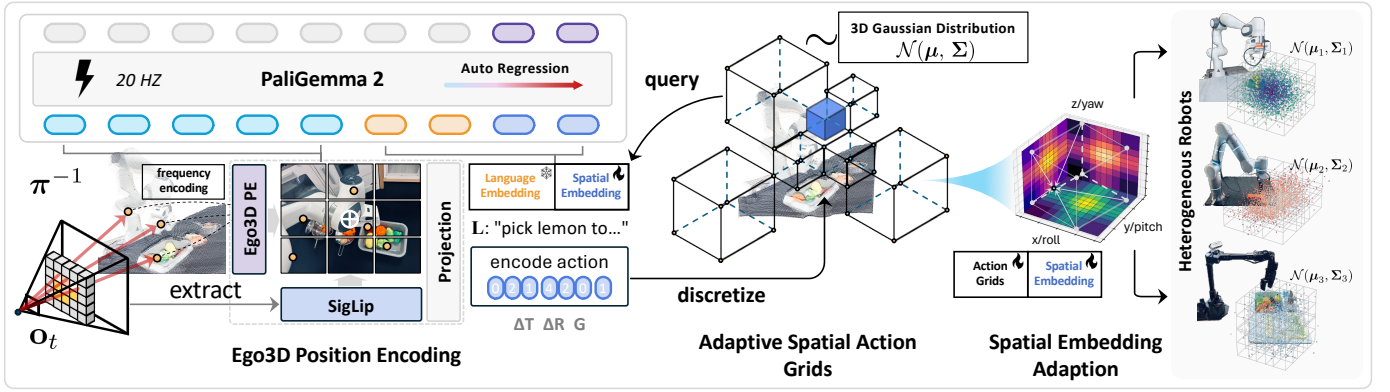 20 HZ
PaliGemma 2
Auto Regression
π⁻¹
frequency
encoding
Ego3D PE
Projection
extract
SigLip
o_t
Ego3D Position Encoding
Language
Embedding
Spatial
Embedding
L: "pick lemon to..."
encode action
0 2 1 4 2 0 1
ΔT ΔR G
query
discretize
3D Gaussian Distribution
N(μ, Σ)
Adaptive Spatial Action
Grids
z/yaw
x/roll
y/pitch
Action
Grids
Spatial
Embedding
Spatial Embedding
Adaption
Heterogeneous Robots
N(μ₁, Σ₁)
N(μ₂, Σ₂)
N(μ₃, Σ₃)